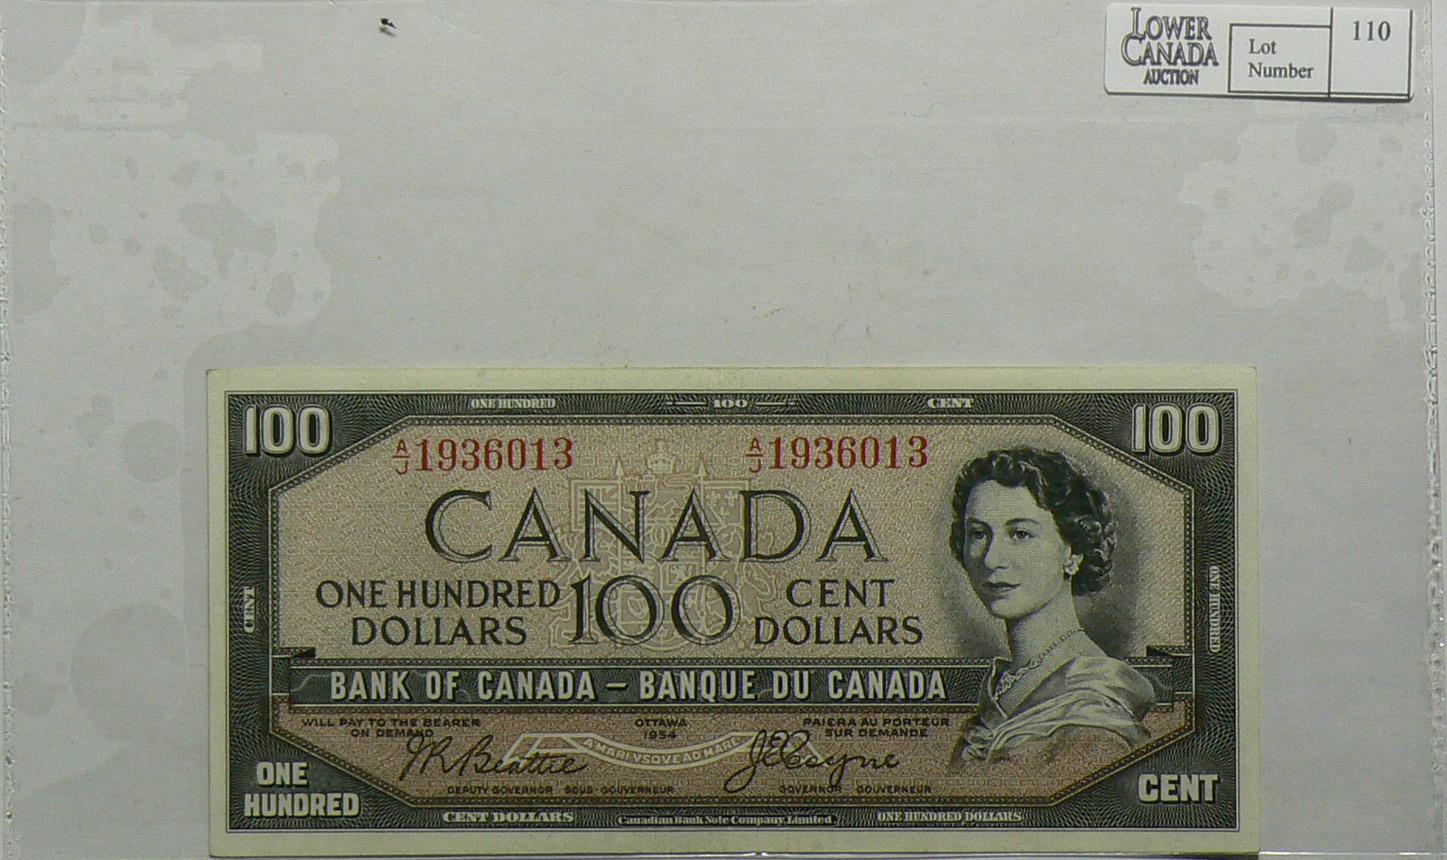 LOWER
CANADA
AUCTION
Lot
Number
110
ONE HUNDRED 100 CENT
100 100
A/J 1936013 A/J 1936013
CANADA
ONE HUNDRED
DOLLARS
100
CENT
DOLLARS
CENT
ONE HUNDRED
BANK OF CANADA – BANQUE DU CANADA
WILL PAY TO THE BEARER
ON DEMAND
OTTAWA
1954
PAIERA AU PORTEUR
SUR DEMANDE
A MARI VSQVE AD MARE
JRBeattie
JECoyne
DEPUTY GOVERNOR SOUS-GOUVERNEUR
GOVERNOR GOUVERNEUR
ONE
HUNDRED
CENT
CENT DOLLARS Canadian Bank Note Company, Limited ONE HUNDRED DOLLARS